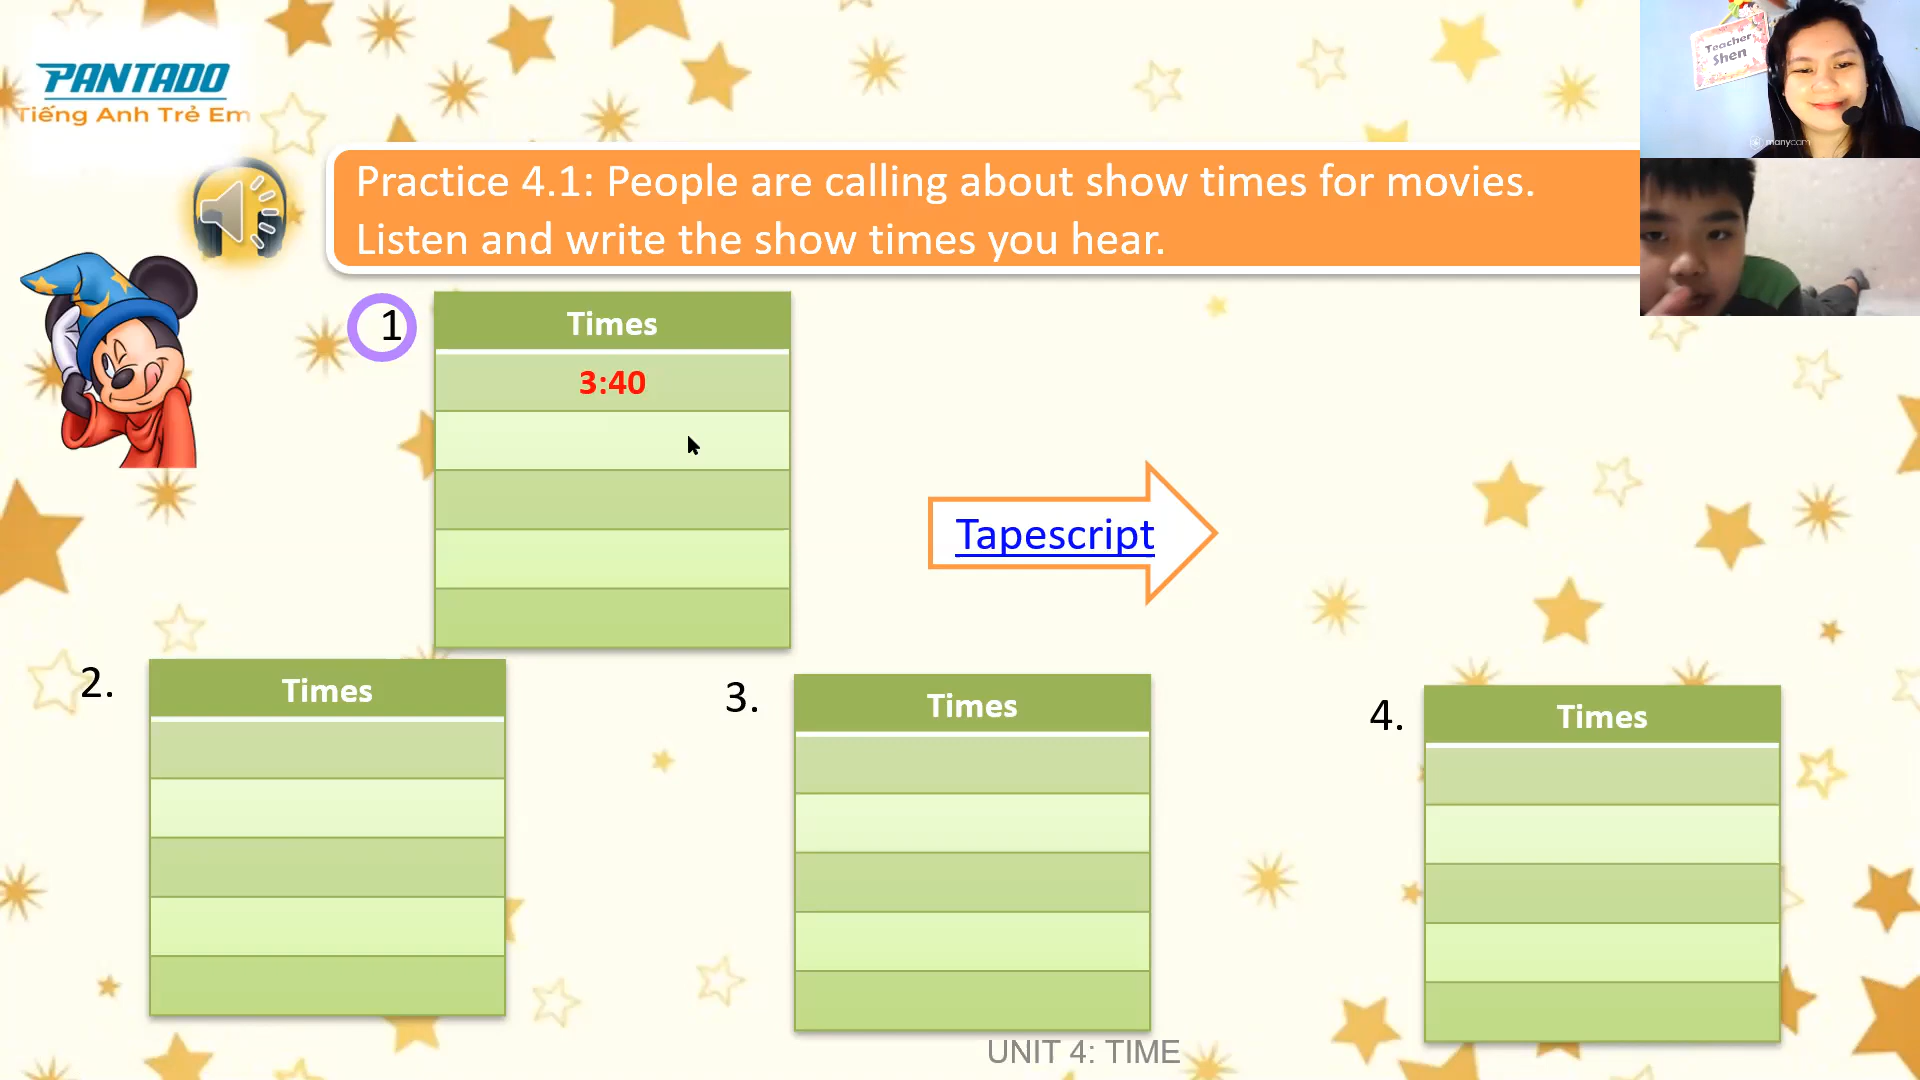 PANTADO
Tiếng Anh Trẻ Em
Teacher
Shen
manycam
Practice 4.1: People are calling about show times for movies.
Listen and write the show times you hear.
1
Times
3:40
Tapescript
2.
Times
3.
Times
4.
Times
UNIT 4: TIME